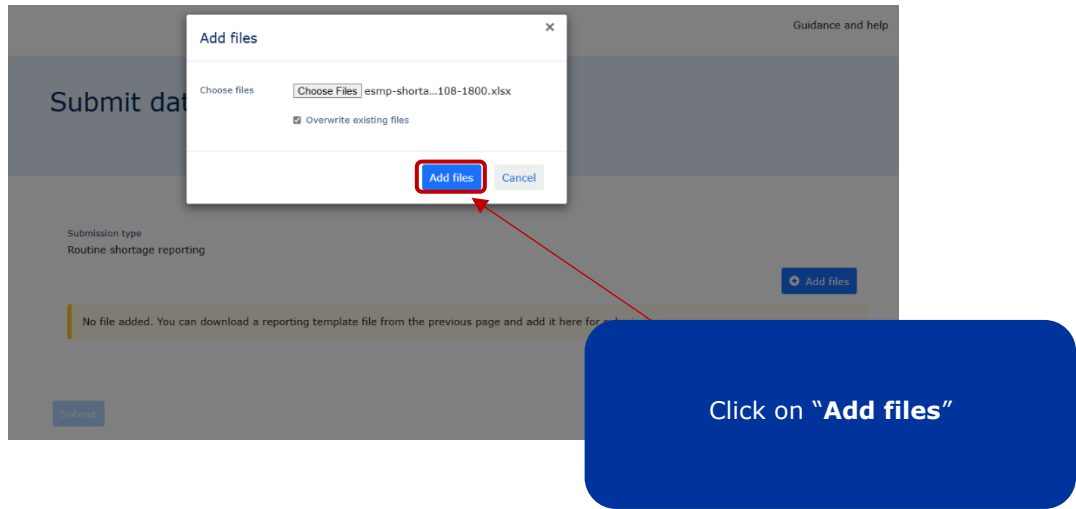 Guidance and help
Add files
×
Submit dat
Choose files
Choose Files esmp-shorta...108-1800.xlsx
Overwrite existing files
Add files Cancel
Submission type
Routine shortage reporting
Add files
No file added. You can download a reporting template file from the previous page and add it here for
Submit
Click on “Add files”